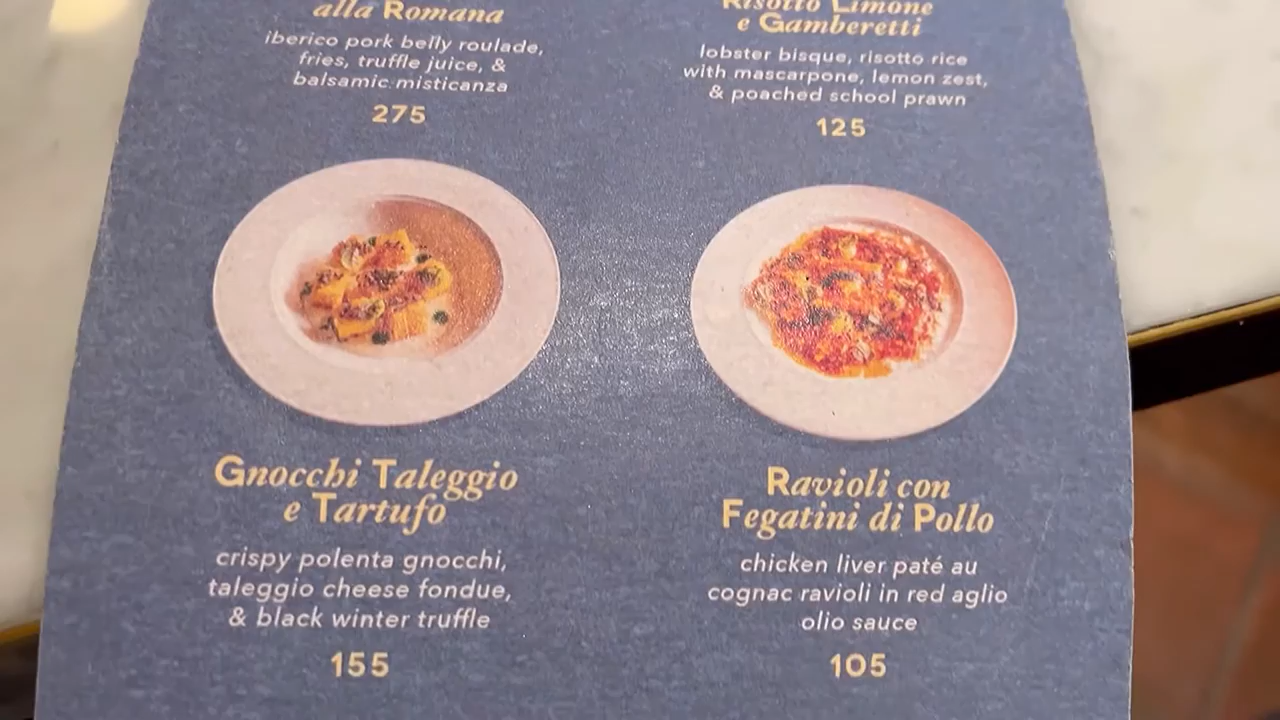 alla Romana
iberico pork belly roulade,
fries, truffle juice, &
balsamic misticanza
275
Risotto Limone
e Gamberetti
lobster bisque, risotto rice
with mascarpone, lemon zest,
& poached school prawn
125
Gnocchi Taleggio
e Tartufo
crispy polenta gnocchi,
taleggio cheese fondue,
& black winter truffle
155
Ravioli con
Fegatini di Pollo
chicken liver paté au
cognac ravioli in red aglio
olio sauce
105